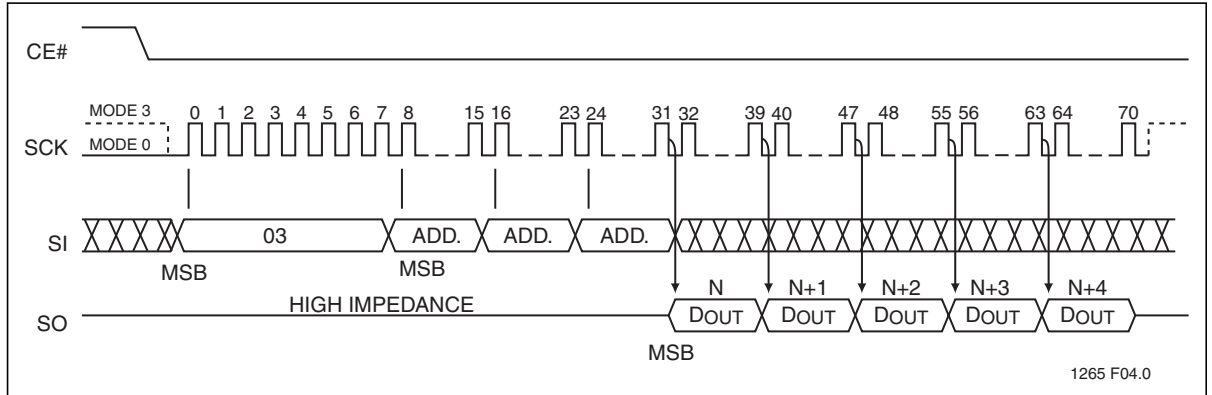 CE#
MODE 3
0 1 2 3 4 5 6 7 8 15 16 23 24 31 32 39 40 47 48 55 56 63 64 70
SCK
MODE 0
SI
03 ADD. ADD. ADD.
MSB MSB
HIGH IMPEDANCE
N N+1 N+2 N+3 N+4
SO
DOUT DOUT DOUT DOUT DOUT
MSB
1265 F04.0